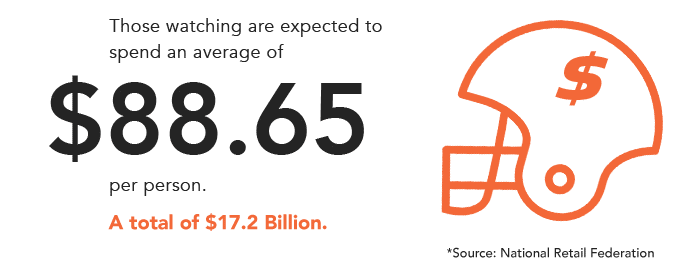 Those watching are expected to
spend an average of
$88.65
per person.
A total of $17.2 Billion.
$
*Source: National Retail Federation